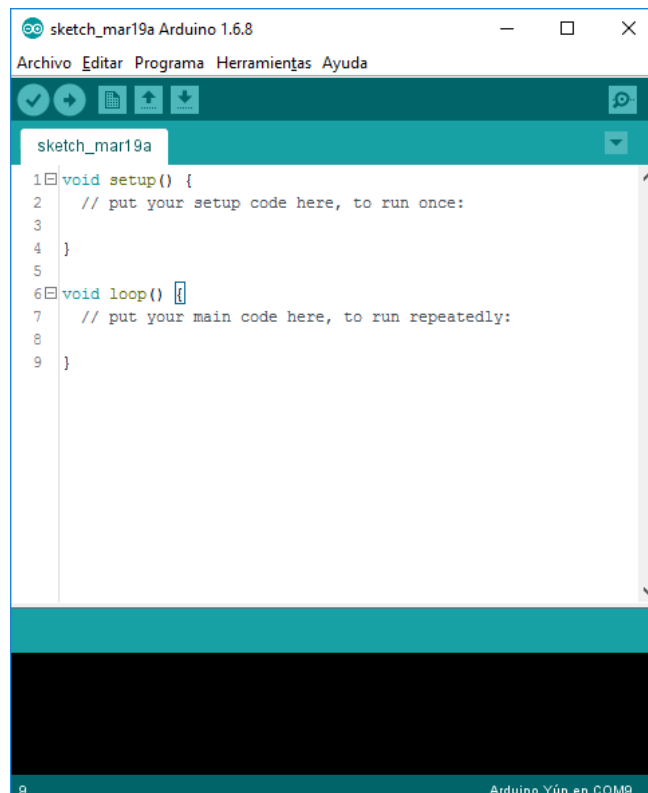 sketch_mar19a Arduino 1.6.8
Archivo Editar Programa Herramientas Ayuda
sketch_mar19a
1 void setup() {
2 // put your setup code here, to run once:
3
4 }
5
6 void loop() {
7 // put your main code here, to run repeatedly:
8
9 }
9 Arduino Yún en COM9